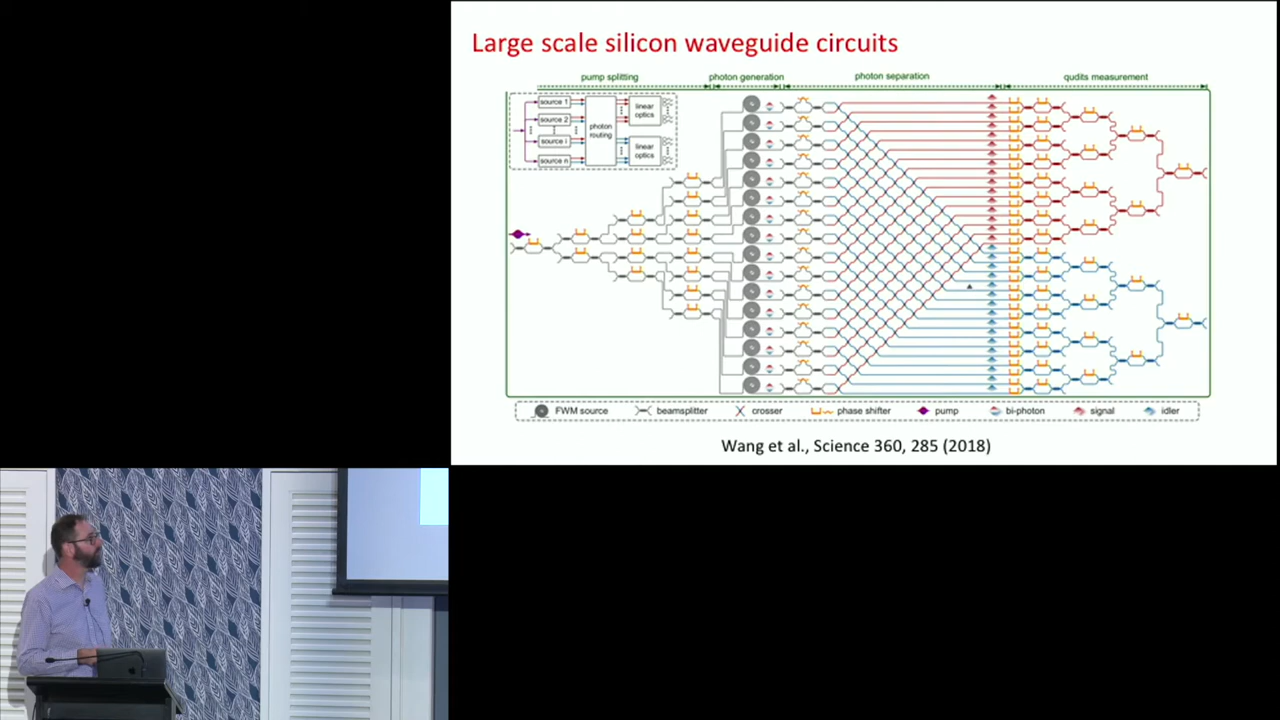 Large scale silicon waveguide circuits
pump splitting
photon generation
photon separation
qudits measurement
source 1
source 2
source i
source n
photon
routing
linear
optics
linear
optics
FWM source
beamsplitter
crosser
phase shifter
pump
bi-photon
signal
idler
Wang et al., Science 360, 285 (2018)